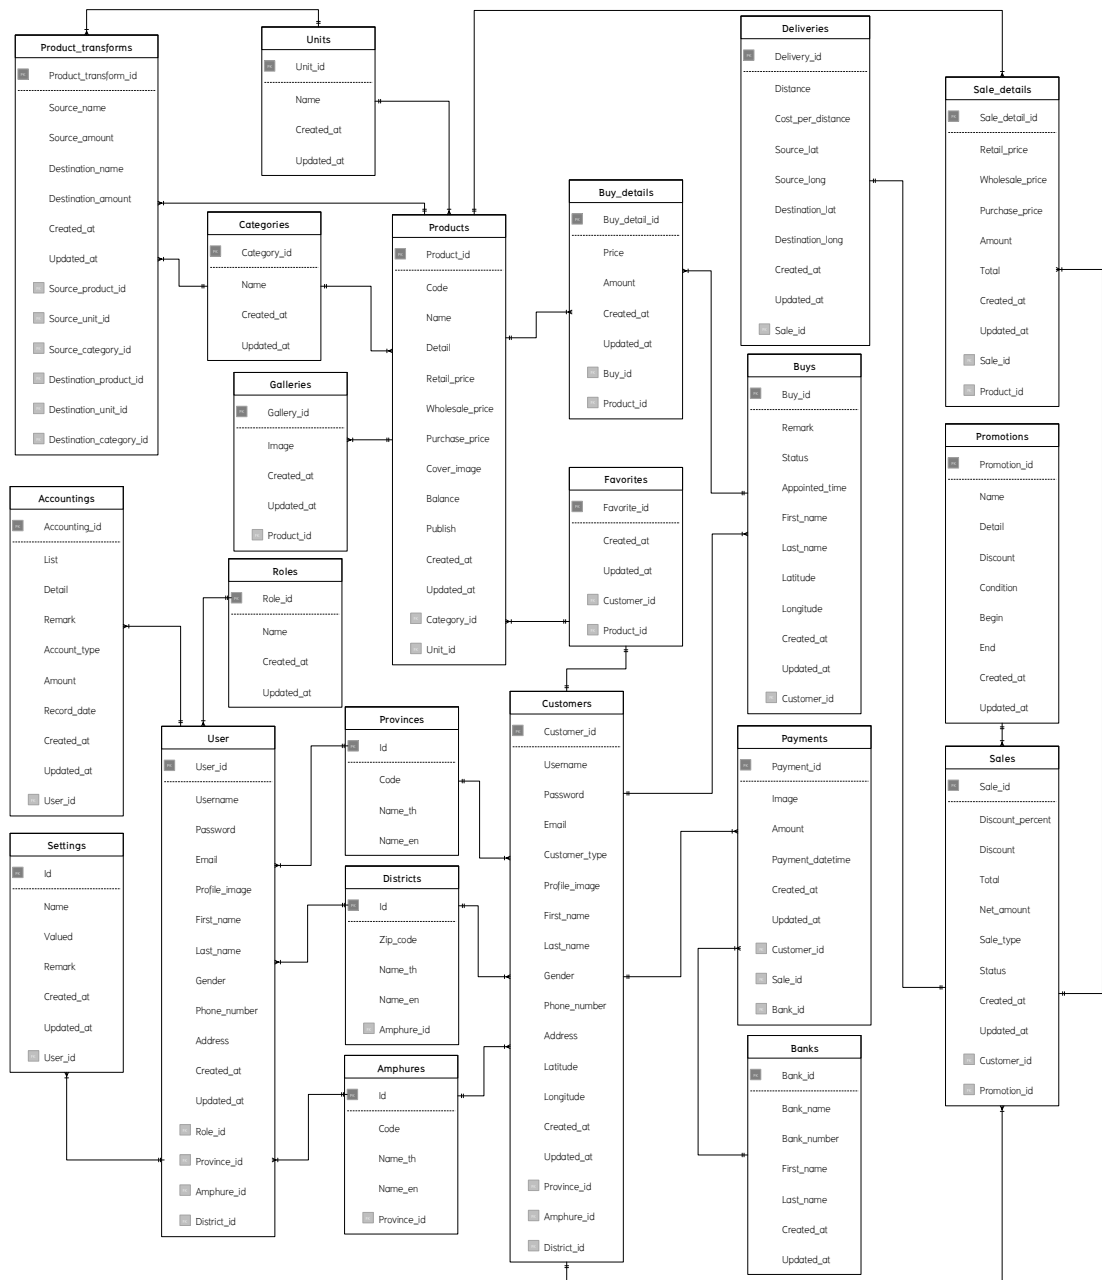 Product_transforms
Product_transform_id
Source_name
Source_amount
Destination_name
Destination_amount
Created_at
Updated_at
Source_product_id
Source_unit_id
Source_category_id
Destination_product_id
Destination_unit_id
Destination_category_id
Units
Unit_id
Name
Created_at
Updated_at
Categories
Category_id
Name
Created_at
Updated_at
Galleries
Gallery_id
Image
Created_at
Updated_at
Product_id
Products
Product_id
Code
Name
Detail
Retail_price
Wholesale_price
Purchase_price
Cover_image
Balance
Publish
Created_at
Updated_at
Category_id
Unit_id
Buy_details
Buy_detail_id
Price
Amount
Created_at
Updated_at
Buy_id
Product_id
Deliveries
Delivery_id
Distance
Cost_per_distance
Source_lat
Source_long
Destination_lat
Destination_long
Created_at
Updated_at
Sale_id
Sale_details
Sale_detail_id
Retail_price
Wholesale_price
Purchase_price
Amount
Total
Created_at
Updated_at
Sale_id
Product_id
Buys
Buy_id
Remark
Status
Appointed_time
First_name
Last_name
Latitude
Longitude
Created_at
Updated_at
Customer_id
Favorites
Favorite_id
Created_at
Updated_at
Customer_id
Product_id
Promotions
Promotion_id
Name
Detail
Discount
Condition
Begin
End
Created_at
Updated_at
Accountings
Accounting_id
List
Detail
Remark
Account_type
Amount
Record_date
Created_at
Updated_at
User_id
Roles
Role_id
Name
Created_at
Updated_at
Settings
Id
Name
Valued
Remark
Created_at
Updated_at
User_id
User
User_id
Username
Password
Email
Profile_image
First_name
Last_name
Gender
Phone_number
Address
Created_at
Updated_at
Role_id
Province_id
Amphure_id
District_id
Provinces
Id
Code
Name_th
Name_en
Districts
Id
Zip_code
Name_th
Name_en
Amphure_id
Amphures
Id
Code
Name_th
Name_en
Province_id
Customers
Customer_id
Username
Password
Email
Customer_type
Profile_image
First_name
Last_name
Gender
Phone_number
Address
Latitude
Longitude
Created_at
Updated_at
Province_id
Amphure_id
District_id
Payments
Payment_id
Image
Amount
Payment_datetime
Created_at
Updated_at
Customer_id
Sale_id
Bank_id
Banks
Bank_id
Bank_name
Bank_number
First_name
Last_name
Created_at
Updated_at
Sales
Sale_id
Discount_percent
Discount
Total
Net_amount
Sale_type
Status
Created_at
Updated_at
Customer_id
Promotion_id